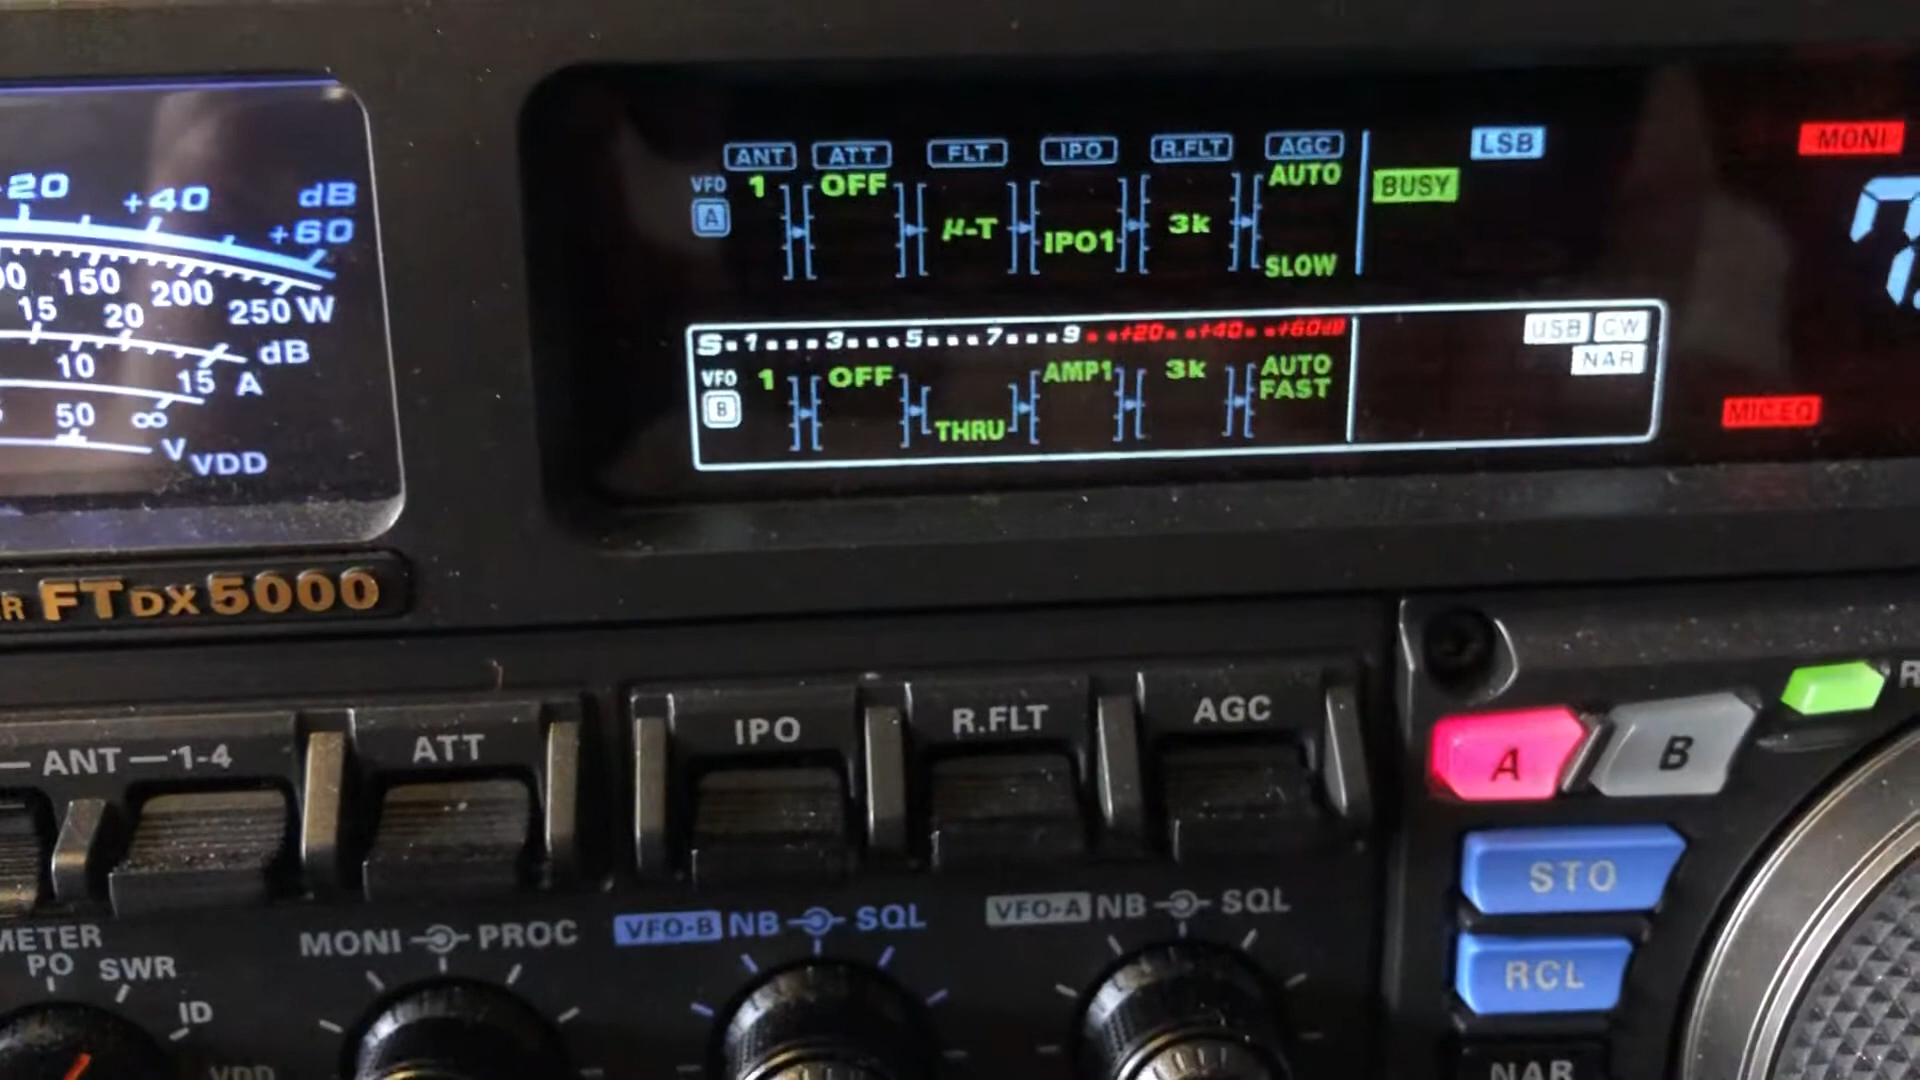 20 +40 dB
+60
150 200 250 W
15 20 dB
10 15 A
50 ∞
V VDD
FTDX5000
ANT ATT FLT IPO R.FLT AGC
VFO A 1 OFF μ-T IPO1 3k AUTO
SLOW
BUSY
LSB
MONI
7.
S 1 3 5 7 9 +20 +40 +60dB
VFO B 1 OFF THRU AMP1 3k AUTO
FAST
USB CW
NAR
MIC EQ
ANT 1-4 ATT IPO R.FLT AGC
A B
STO
RCL
NAR
METER
PO SWR
ID
VDD
MONI PROC
VFO-B NB SQL
VFO-A NB SQL